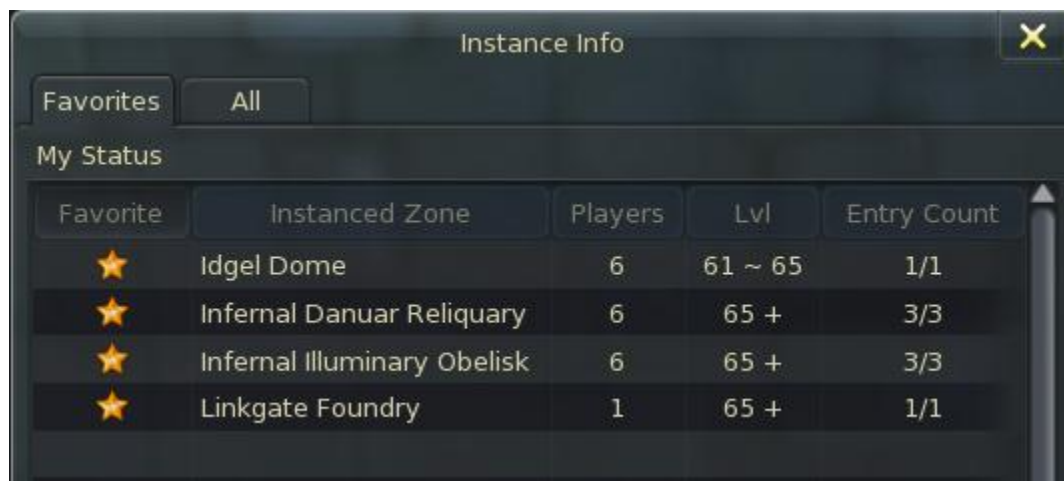 Instance Info
Favorites All
My Status
Favorite Instanced Zone Players Lvl Entry Count
Idgel Dome 6 61 ~ 65 1/1
Infernal Danuar Reliquary 6 65 + 3/3
Infernal Illuminary Obelisk 6 65 + 3/3
Linkgate Foundry 1 65 + 1/1